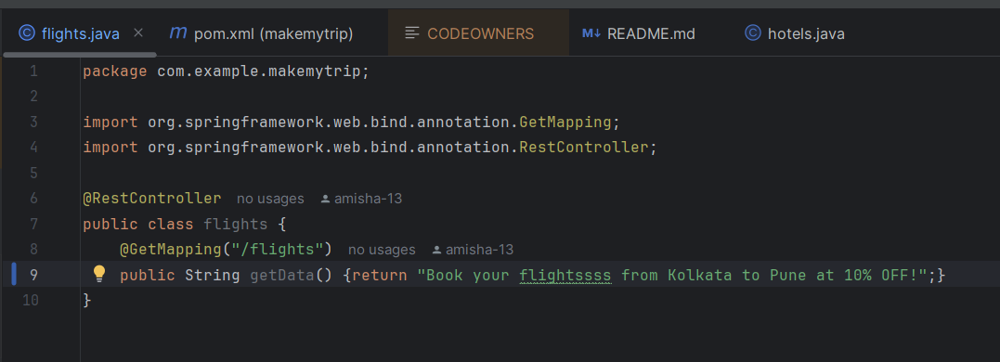 flights.java pom.xml (makemytrip) CODEOWNERS README.md hotels.java
1 package com.example.makemytrip;
2
3 import org.springframework.web.bind.annotation.GetMapping;
4 import org.springframework.web.bind.annotation.RestController;
5
6 @RestController no usages amisha-13
7 public class flights {
8 @GetMapping("/flights") no usages amisha-13
9 public String getData() {return "Book your flightssss from Kolkata to Pune at 10% OFF!";}
10 }